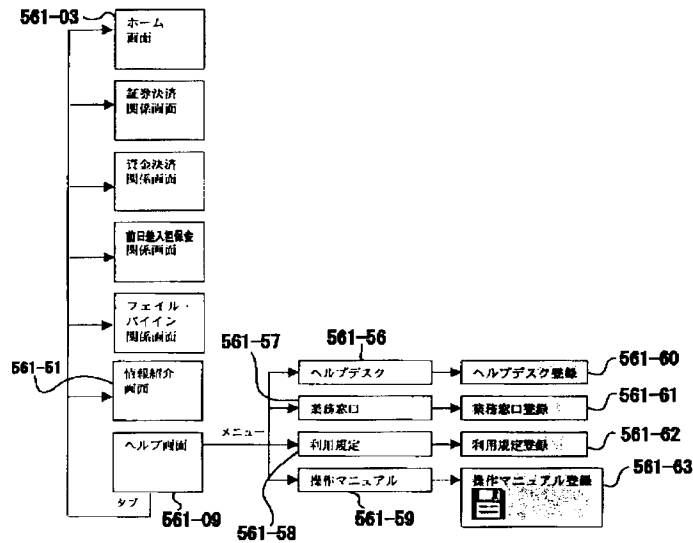 561-03
ホーム
画面
証券決済
関係画面
資金決済
関係画面
前日差入担保金
関係画面
フェイル・
バイイン
関係画面
561-51
情報紹介
画面
ヘルプ画面
タブ
561-09
メニュー
561-57
561-56
ヘルプデスク
ヘルプデスク登録
561-60
業務窓口
業務窓口登録
561-61
利用規定
利用規定登録
561-62
操作マニュアル
操作マニュアル登録
561-63
561-58
561-59